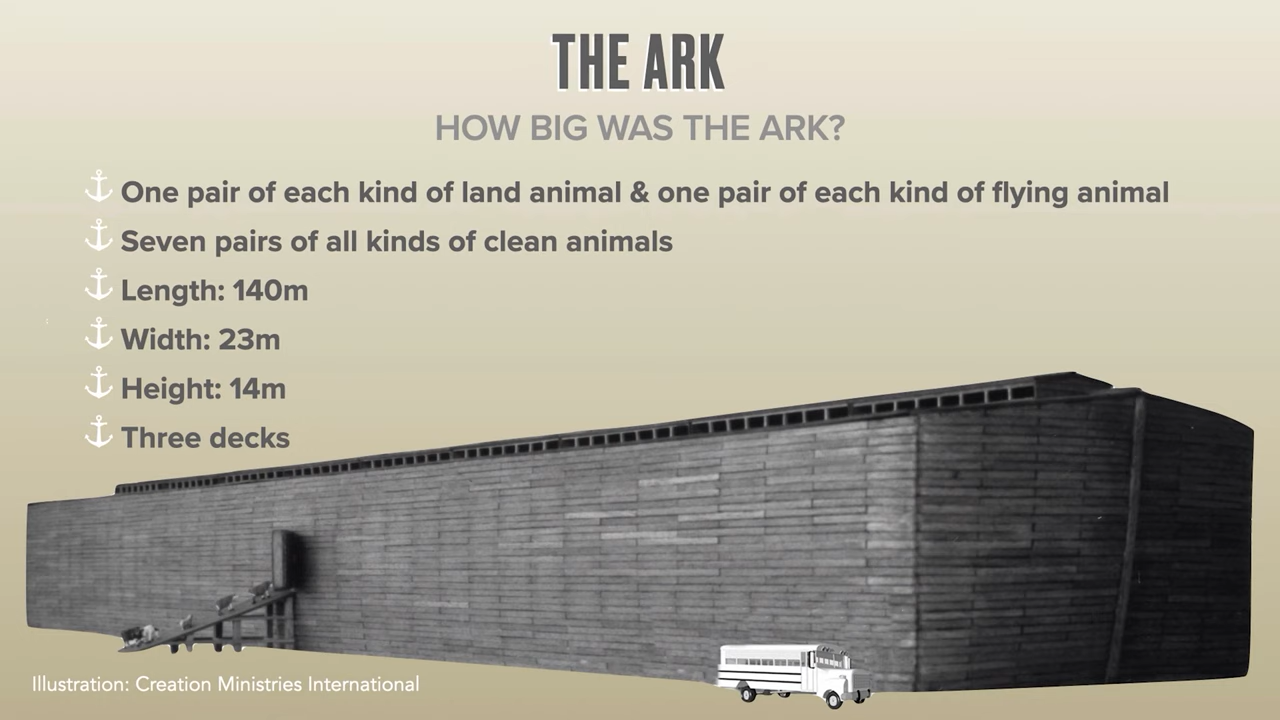 THE ARK
HOW BIG WAS THE ARK?
One pair of each kind of land animal & one pair of each kind of flying animal
Seven pairs of all kinds of clean animals
Length: 140m
Width: 23m
Height: 14m
Three decks
Illustration: Creation Ministries International